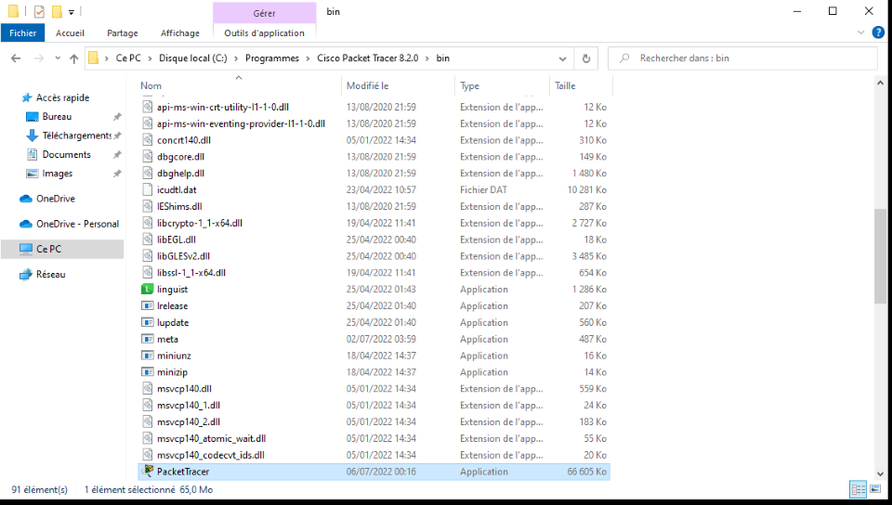 Gérer
bin
Fichier
Accueil
Partage
Affichage
Outils d'application
Ce PC > Disque local (C:) > Programmes > Cisco Packet Tracer 8.2.0 > bin
Rechercher dans : bin
Accès rapide
Bureau
Téléchargements
Documents
Images
OneDrive
OneDrive - Personal
Ce PC
Réseau
Nom Modifié le Type Taille
api-ms-win-crt-utility-l1-1-0.dll 13/08/2020 21:59 Extension de l'app... 12 Ko
api-ms-win-eventing-provider-l1-1-0.dll 13/08/2020 21:59 Extension de l'app... 12 Ko
concrt140.dll 05/01/2022 14:34 Extension de l'app... 310 Ko
dbgcore.dll 13/08/2020 21:59 Extension de l'app... 149 Ko
dbghelp.dll 13/08/2020 21:59 Extension de l'app... 1 480 Ko
icudtl.dat 23/04/2022 10:57 Fichier DAT 10 281 Ko
IEShims.dll 13/08/2020 21:59 Extension de l'app... 287 Ko
libcrypto-1_1-x64.dll 19/04/2022 11:41 Extension de l'app... 2 727 Ko
libEGL.dll 25/04/2022 00:40 Extension de l'app... 18 Ko
libGLESv2.dll 25/04/2022 00:40 Extension de l'app... 3 485 Ko
libssl-1_1-x64.dll 19/04/2022 11:41 Extension de l'app... 654 Ko
linguist 25/04/2022 01:43 Application 1 286 Ko
lrelease 25/04/2022 01:40 Application 207 Ko
lupdate 25/04/2022 01:40 Application 560 Ko
meta 02/07/2022 03:59 Application 487 Ko
miniunz 18/04/2022 14:37 Application 16 Ko
minizip 18/04/2022 14:37 Application 14 Ko
msvcp140.dll 05/01/2022 14:34 Extension de l'app... 559 Ko
msvcp140_1.dll 05/01/2022 14:34 Extension de l'app... 24 Ko
msvcp140_2.dll 05/01/2022 14:34 Extension de l'app... 183 Ko
msvcp140_atomic_wait.dll 05/01/2022 14:34 Extension de l'app... 55 Ko
msvcp140_codecvt_ids.dll 05/01/2022 14:34 Extension de l'app... 20 Ko
PacketTracer 06/07/2022 00:16 Application 66 605 Ko
91 élément(s) 1 élément sélectionné 65,0 Mo